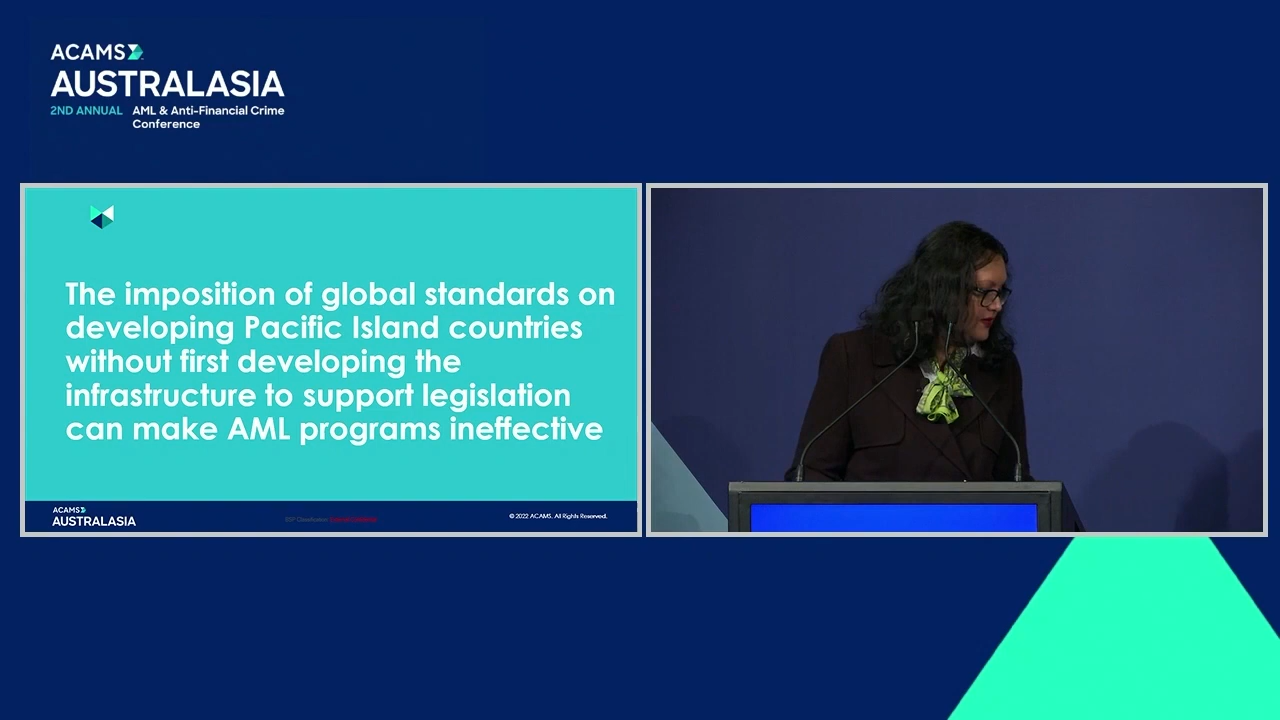 ACAMS
AUSTRALASIA
2ND ANNUAL AML & Anti-Financial Crime
Conference
The imposition of global standards on
developing Pacific Island countries
without first developing the
infrastructure to support legislation
can make AML programs ineffective
ACAMS
AUSTRALASIA
© 2022 ACAMS. All Rights Reserved.